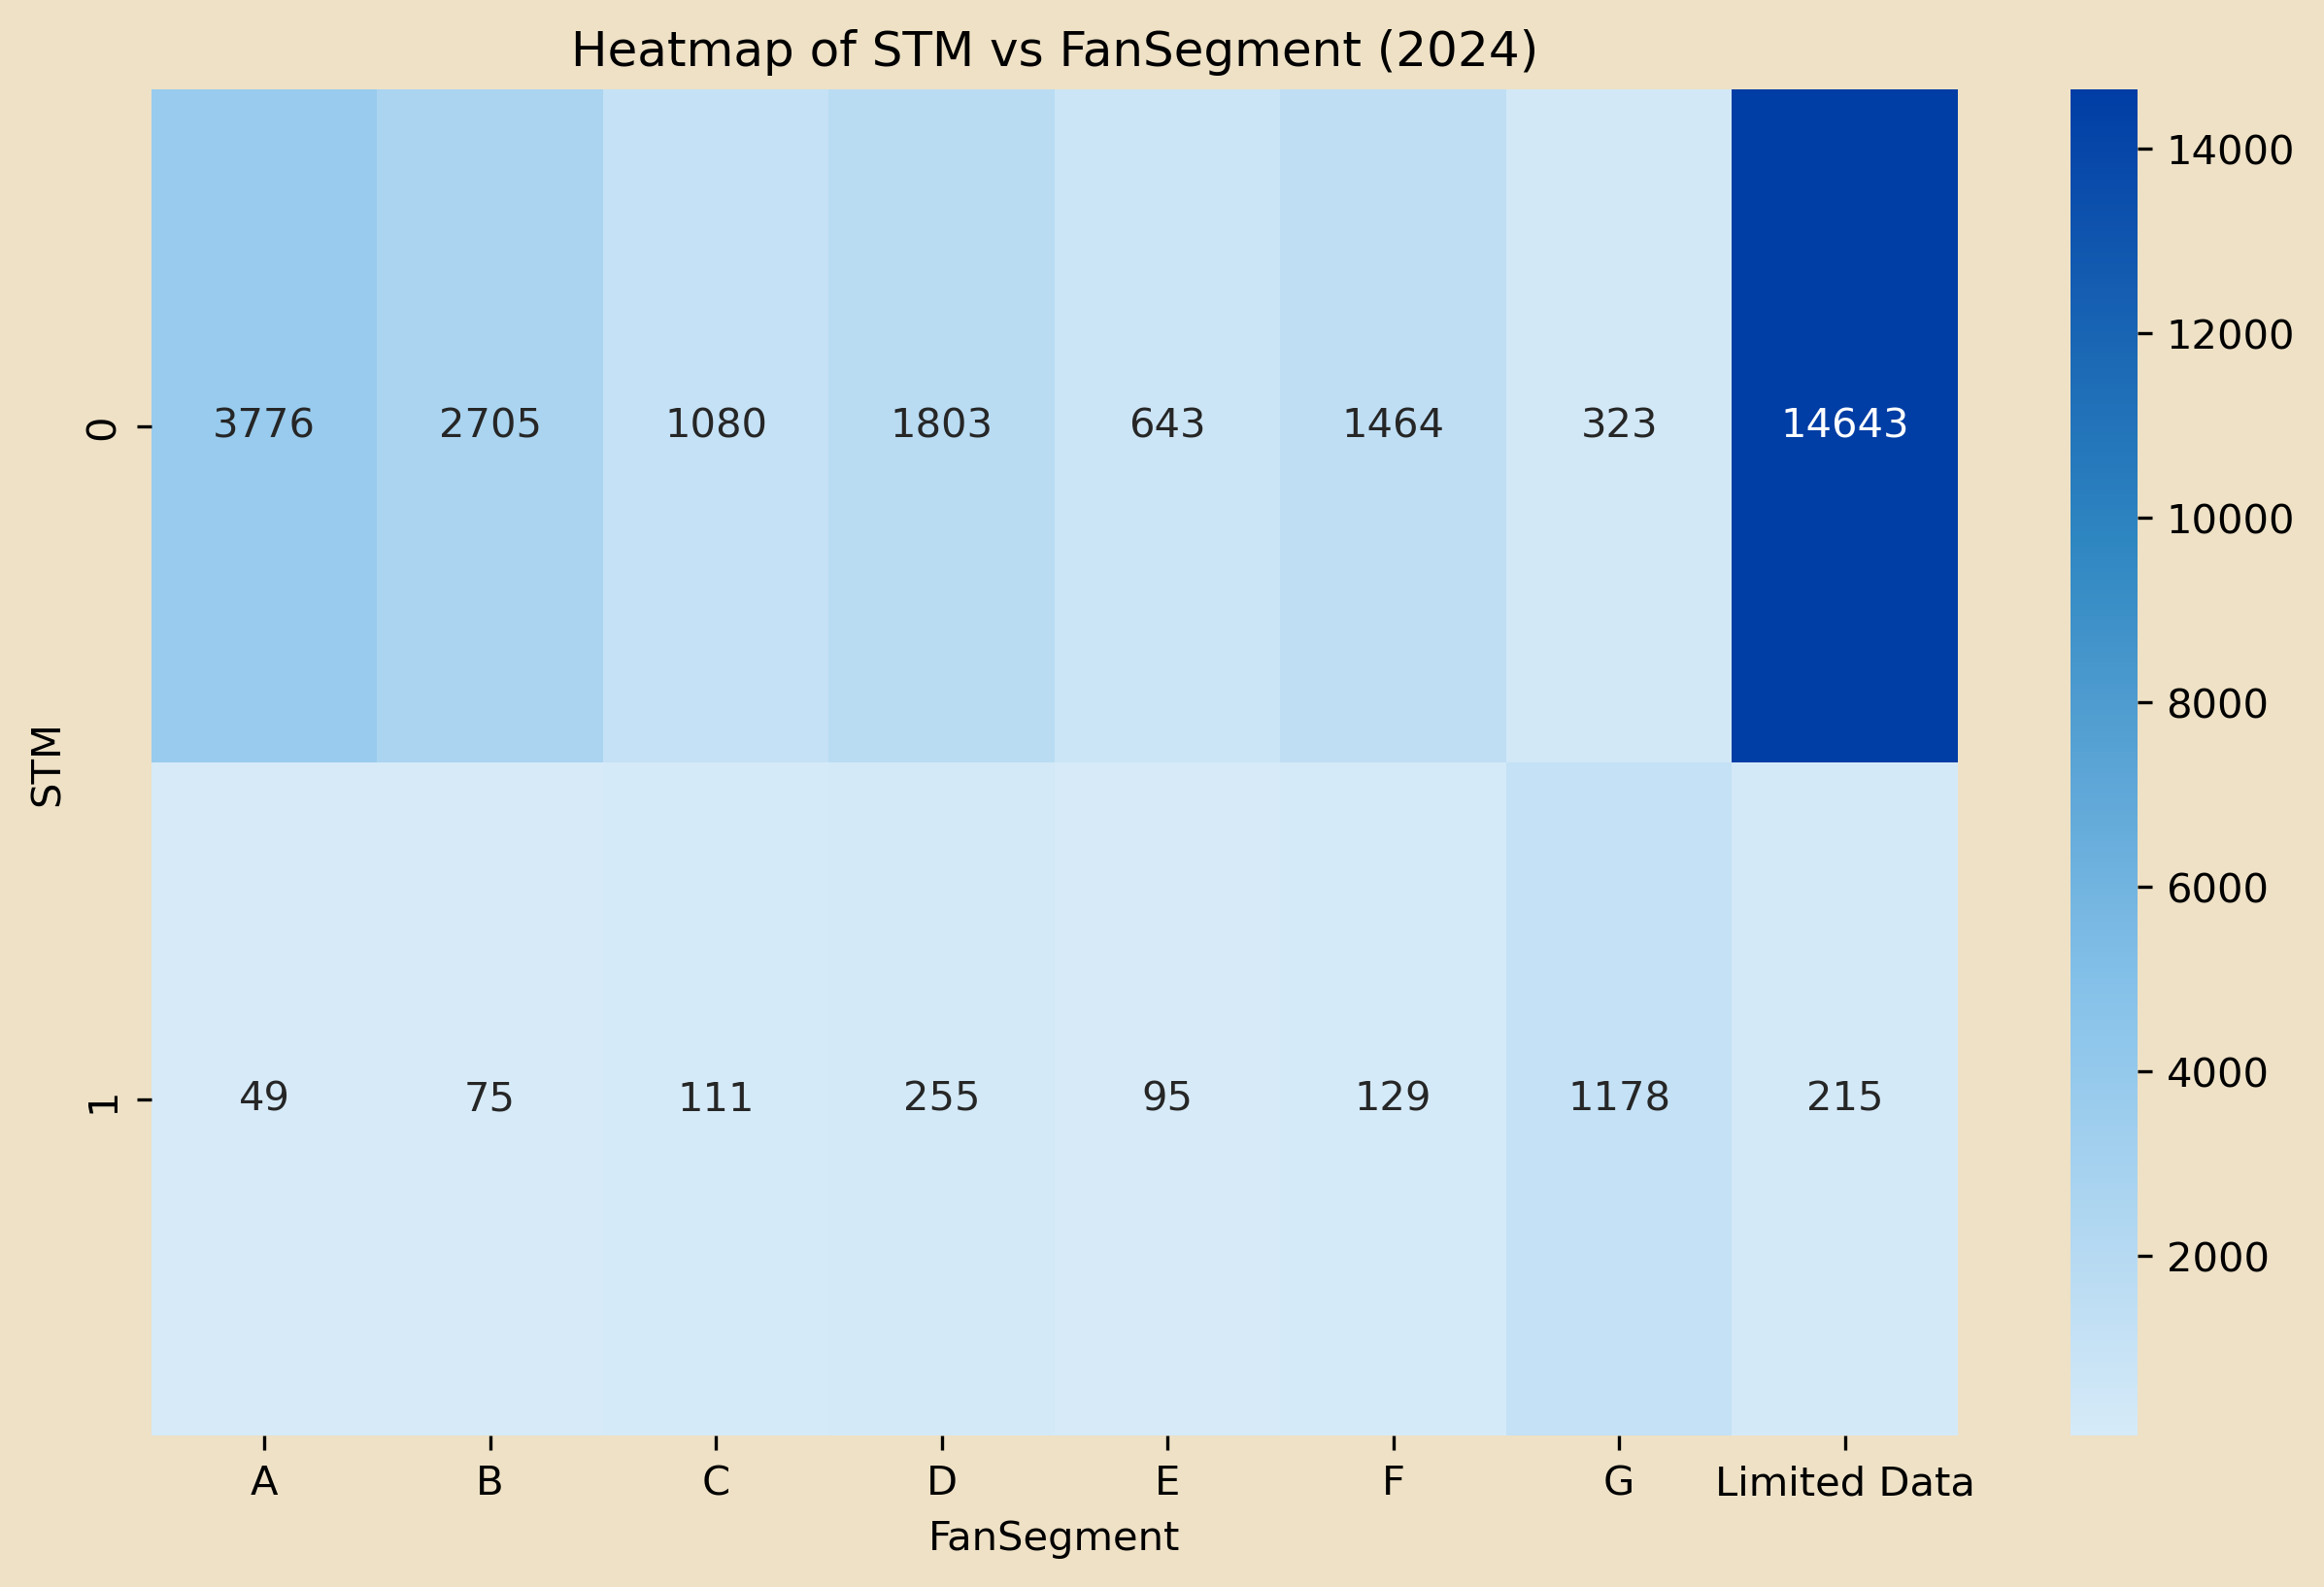 Heatmap of STM vs FanSegment (2024)
STM
0
3776 2705 1080 1803 643 1464 323 14643
1
49 75 111 255 95 129 1178 215
A B C D E F G Limited Data
FanSegment
14000
12000
10000
8000
6000
4000
2000